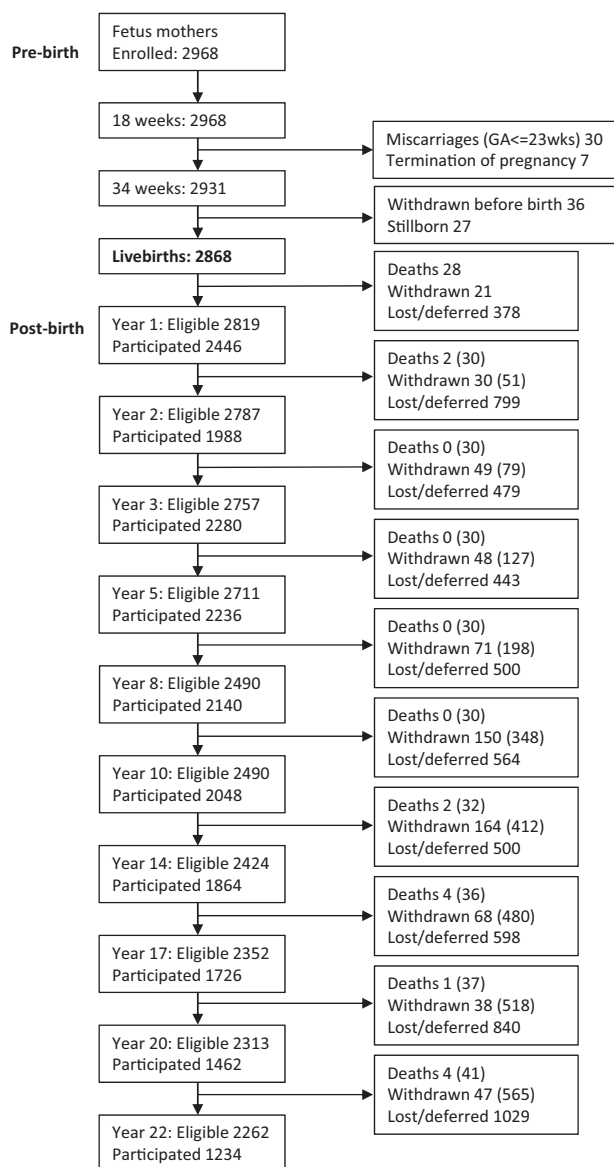 Pre-birth
Fetus mothers
Enrolled: 2968
18 weeks: 2968
Miscarriages (GA<=23wks) 30
Termination of pregnancy 7
34 weeks: 2931
Withdrawn before birth 36
Stillborn 27
Livebirths: 2868
Deaths 28
Withdrawn 21
Lost/deferred 378
Post-birth
Year 1: Eligible 2819
Participated 2446
Deaths 2 (30)
Withdrawn 30 (51)
Lost/deferred 799
Year 2: Eligible 2787
Participated 1988
Deaths 0 (30)
Withdrawn 49 (79)
Lost/deferred 479
Year 3: Eligible 2757
Participated 2280
Deaths 0 (30)
Withdrawn 48 (127)
Lost/deferred 443
Year 5: Eligible 2711
Participated 2236
Deaths 0 (30)
Withdrawn 71 (198)
Lost/deferred 500
Year 8: Eligible 2490
Participated 2140
Deaths 0 (30)
Withdrawn 150 (348)
Lost/deferred 564
Year 10: Eligible 2490
Participated 2048
Deaths 2 (32)
Withdrawn 164 (412)
Lost/deferred 500
Year 14: Eligible 2424
Participated 1864
Deaths 4 (36)
Withdrawn 68 (480)
Lost/deferred 598
Year 17: Eligible 2352
Participated 1726
Deaths 1 (37)
Withdrawn 38 (518)
Lost/deferred 840
Year 20: Eligible 2313
Participated 1462
Deaths 4 (41)
Withdrawn 47 (565)
Lost/deferred 1029
Year 22: Eligible 2262
Participated 1234